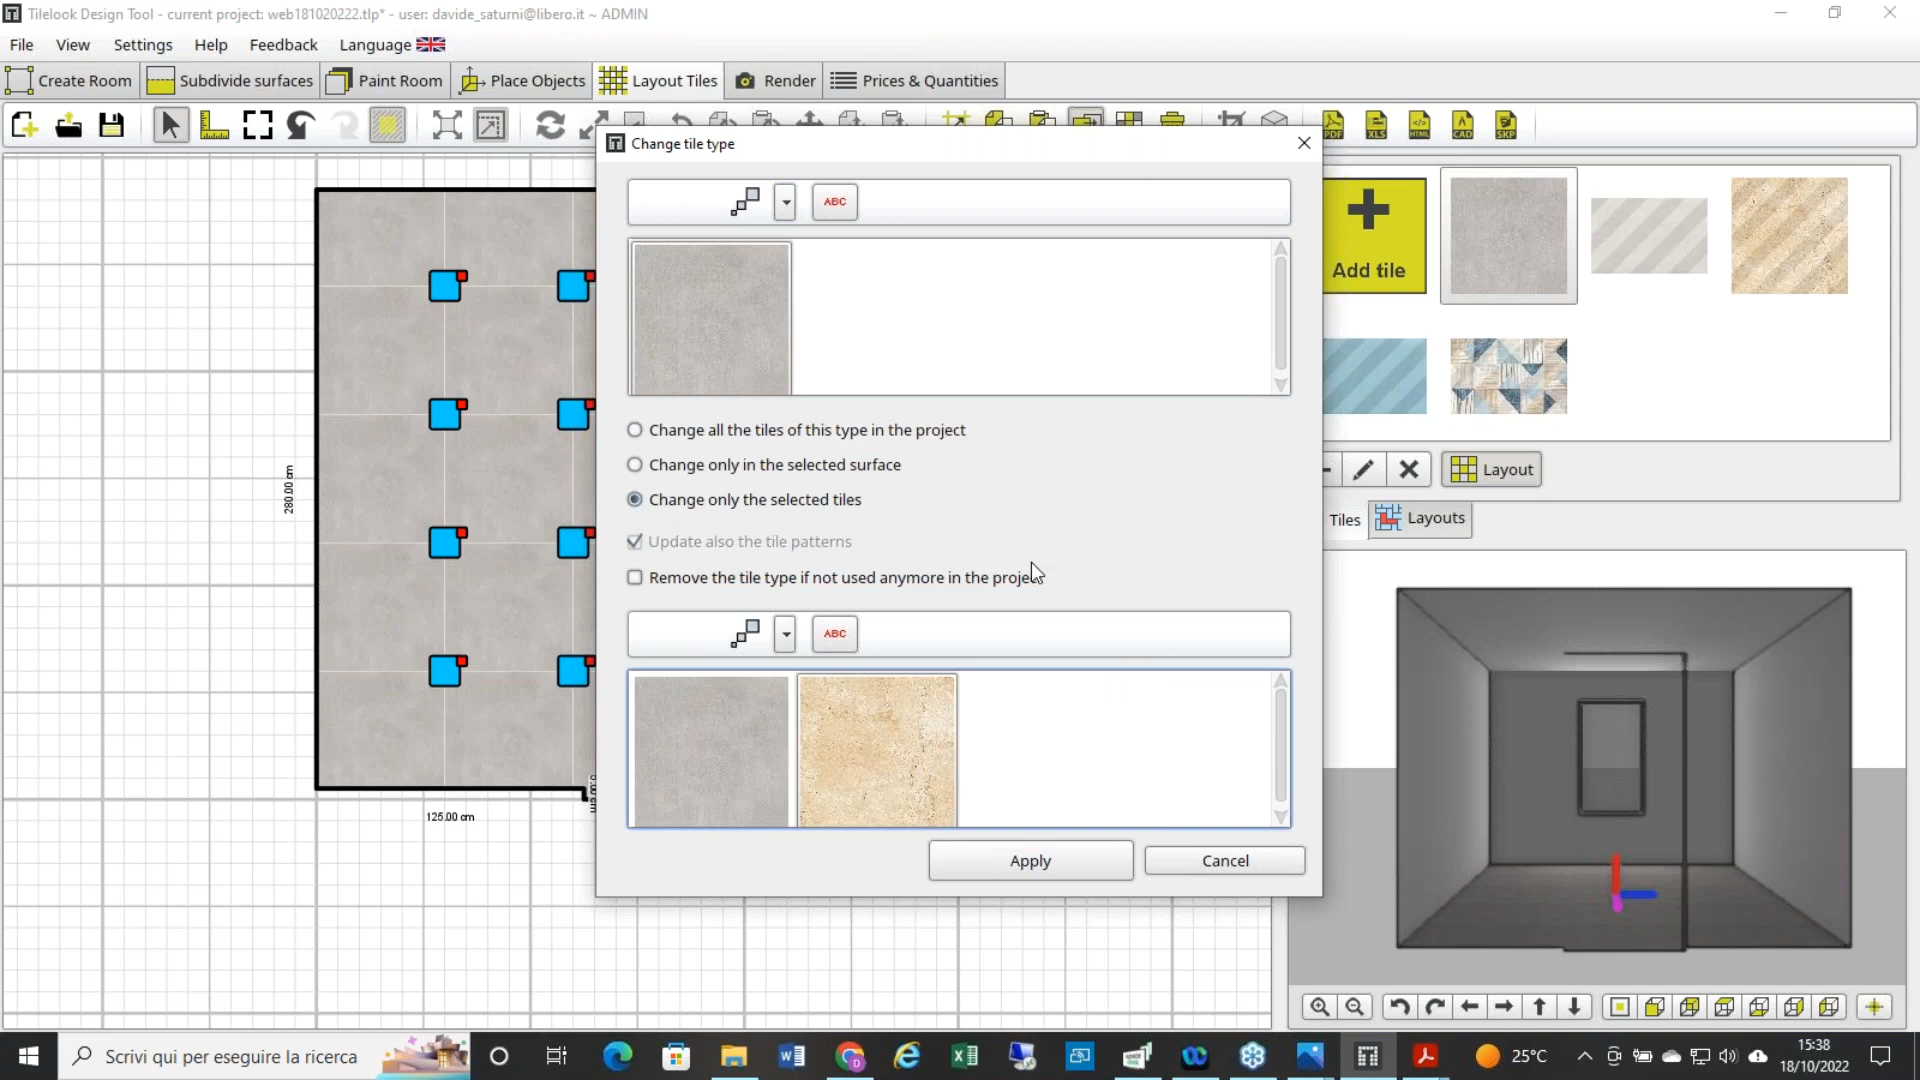 Tilelook Design Tool - current project: web181020222.tlp* - user: davide_saturni@libero.it ~ ADMIN
File View Settings Help Feedback Language
Create Room Subdivide surfaces Paint Room Place Objects Layout Tiles Render Prices & Quantities
PDF XLS HTML CAD SKP
Change tile type
ABC
Add tile
Change all the tiles of this type in the project
Change only in the selected surface
Layout
280.00 cm
Change only the selected tiles
Tiles Layouts
Update also the tile patterns
Remove the tile type if not used anymore in the project
ABC
125.00 cm
Apply Cancel
Scrivi qui per eseguire la ricerca
25°C
15:38
18/10/2022